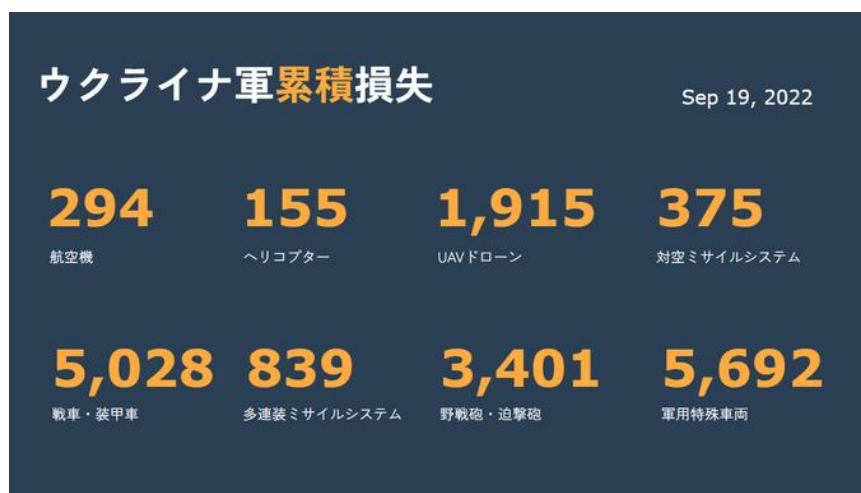 ウクライナ軍累積損失
Sep 19, 2022
294 155 1,915 375
航空機 ヘリコプター UAVドローン 対空ミサイルシステム
5,028 839 3,401 5,692
戦車・装甲車 多連装ミサイルシステム 野戦砲・迫撃砲 軍用特殊車両